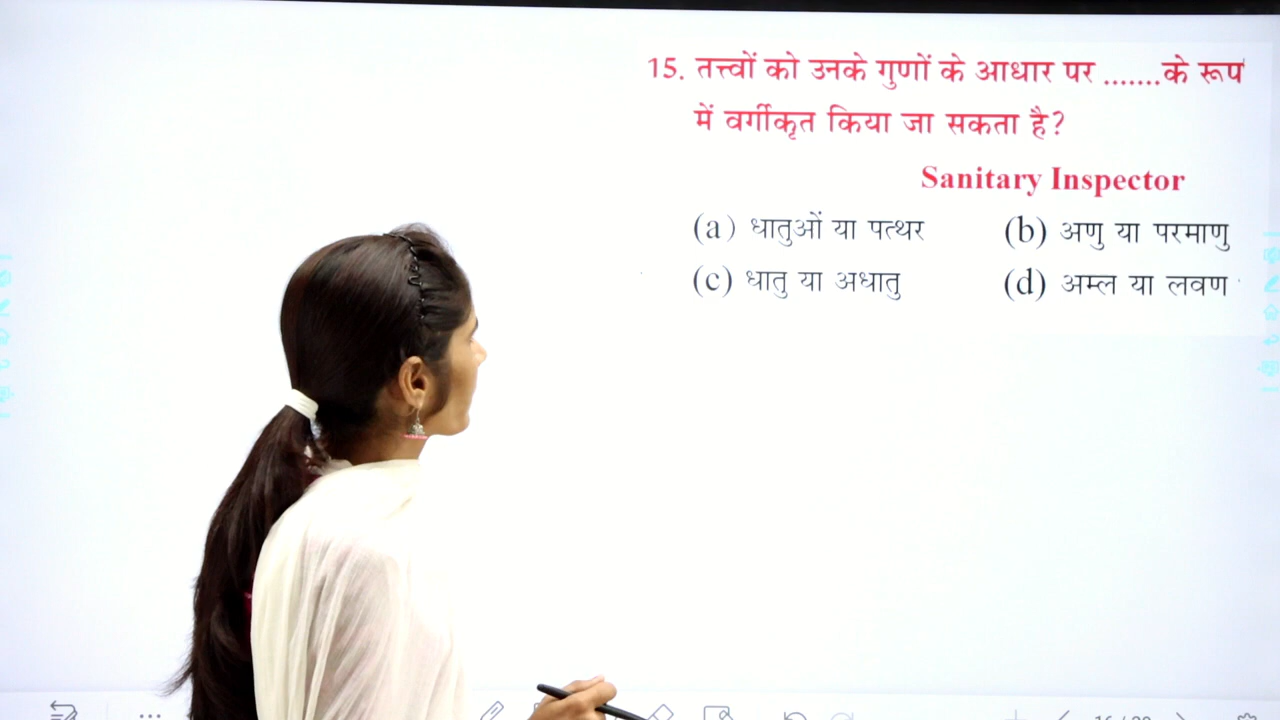 15. तत्त्वों को उनके गुणों के आधार पर .......के रूप
में वर्गीकृत किया जा सकता है?
Sanitary Inspector
(a) धातुओं या पत्थर (b) अणु या परमाणु
(c) धातु या अधातु (d) अम्ल या लवण